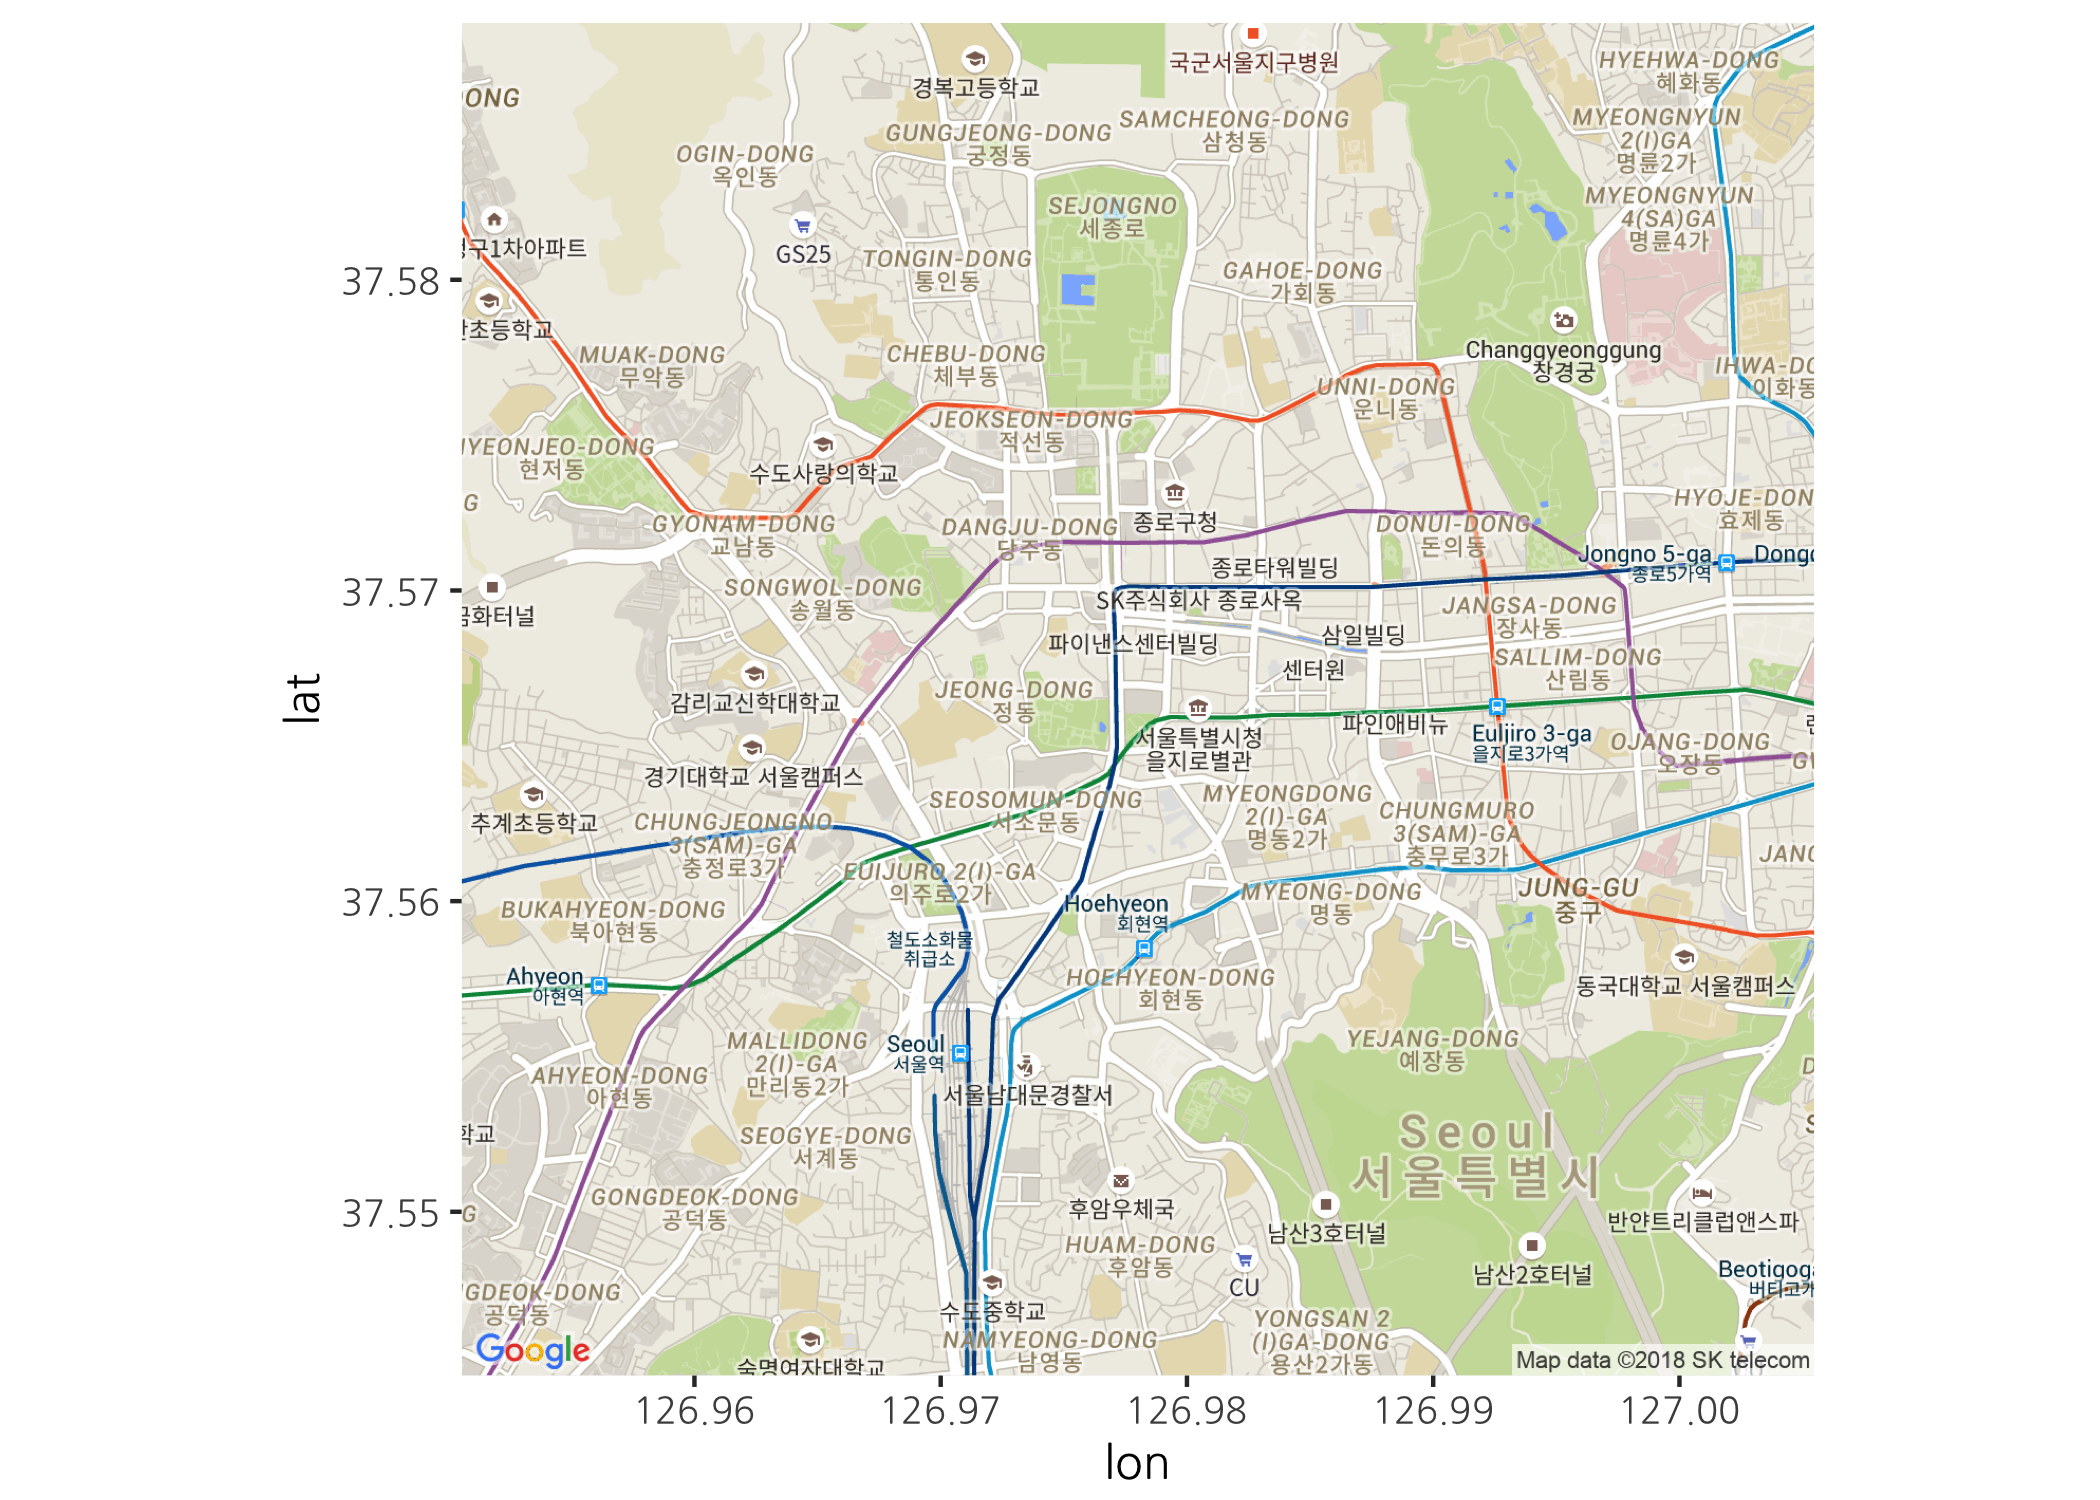 국군서울지구병원
HYEHWA-DONG
혜화동
경복고등학교
ONG
MYEONGNYUN
2(I)GA
명륜2가
GUNGJEONG-DONG
궁정동
SAMCHEONG-DONG
삼청동
OGIN-DONG
옥인동
MYEONGNYUN
4(SA)GA
명륜4가
SEJONGNO
세종로
GS25
구1차아파트
TONGIN-DONG
통인동
GAHOE-DONG
가회동
37.58
초등학교
MUAK-DONG
무악동
CHEBU-DONG
체부동
Changgyeonggung
창경궁
IHWA-DO
이화동
UNNI-DONG
운니동
JEOKSEON-DONG
적선동
YEONJEO-DONG
현저동
수도사랑의학교
G
HYOJE-DON
효제동
GYONAM-DONG
교남동
DANGJU-DONG
당주동
종로구청
DONUI-DONG
돈의동
Jongno 5-ga
종로5가역
Dongd
종로타워빌딩
37.57
SONGWOL-DONG
송월동
SK주식회사 종로사옥
JANGSA-DONG
장사동
금화터널
파이낸스센터빌딩
삼일빌딩
센터원
SALLIM-DONG
산림동
lat
감리교신학대학교
JEONG-DONG
정동
파인애비뉴
서울특별시청
을지로별관
Euljiro 3-ga
을지로3가역
OJANG-DONG
오장동
GW
경기대학교 서울캠퍼스
추계초등학교
SEOSOMUN-DONG
서소문동
MYEONGDONG
2(I)-GA
명동2가
CHUNGMURO
3(SAM)-GA
충무로3가
CHUNGJEONGNO
3(SAM)-GA
충정로3가
JANG
EUIJURO 2(I)-GA
의주로2가
37.56
BUKAHYEON-DONG
북아현동
Hoehyeon
회현역
MYEONG-DONG
명동
JUNG-GU
중구
철도소화물
취급소
Ahyeon
아현역
HOEHYEON-DONG
회현동
동국대학교 서울캠퍼스
MALLIDONG
2(I)-GA
만리동2가
Seoul
서울역
YEJANG-DONG
예장동
AHYEON-DONG
아현동
서울남대문경찰서
학교
SEOGYE-DONG
서계동
Seoul
서울특별시
37.55
G
GONGDEOK-DONG
공덕동
후암우체국
남산3호터널
반얀트리클럽앤스파
HUAM-DONG
후암동
CU
남산2호터널
Beotigoga
버티고개
GDEOK-DONG
공덕동
수도중학교
NAMYEONG-DONG
남영동
YONGSAN 2
(I)GA-DONG
용산2가동
Google
숙명여자대학교
Map data ©2018 SK telecom
126.96
126.97
126.98
126.99
127.00
lon